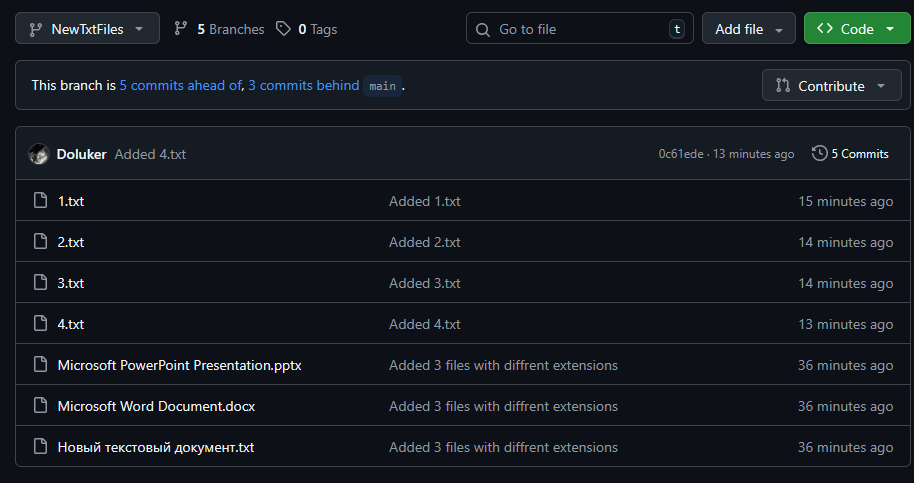 NewTxtFiles 5 Branches 0 Tags Go to file t Add file Code
This branch is 5 commits ahead of, 3 commits behind main .
Contribute
Doluker Added 4.txt 0c61ede · 13 minutes ago 5 Commits
1.txt Added 1.txt 15 minutes ago
2.txt Added 2.txt 14 minutes ago
3.txt Added 3.txt 14 minutes ago
4.txt Added 4.txt 13 minutes ago
Microsoft PowerPoint Presentation.pptx Added 3 files with diffrent extensions 36 minutes ago
Microsoft Word Document.docx Added 3 files with diffrent extensions 36 minutes ago
Новый текстовый документ.txt Added 3 files with diffrent extensions 36 minutes ago